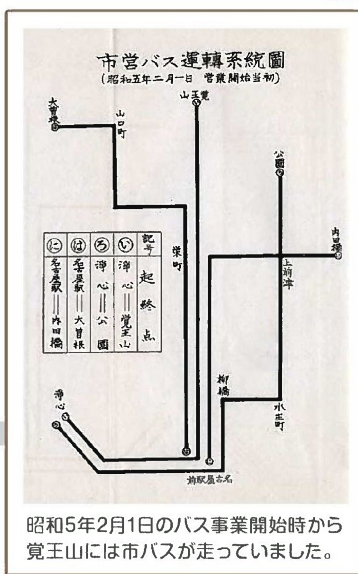 市営バス運轉系統圖
(昭和五年二月一日 営業開始当初)
大曽根
山口町
山王覚
公園
内田橋
上前津
栄町
記号 起終点
い 浄心＝覚王山
ろ 浄心＝公園
は 名古屋駅＝大曽根
に 名古屋駅＝内田橋
浄心
柳橋
水主町
前駅屋古名
昭和5年2月1日のバス事業開始時から
覚王山には市バスが走っていました。